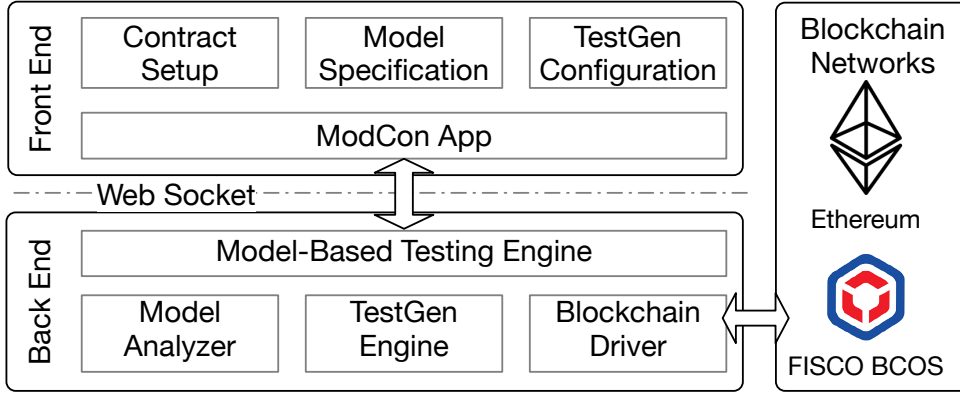 Front End
Contract
Setup
Model
Specification
TestGen
Configuration
ModCon App
Web Socket
Back End
Model-Based Testing Engine
Model
Analyzer
TestGen
Engine
Blockchain
Driver
Blockchain
Networks
Ethereum
FISCO BCOS